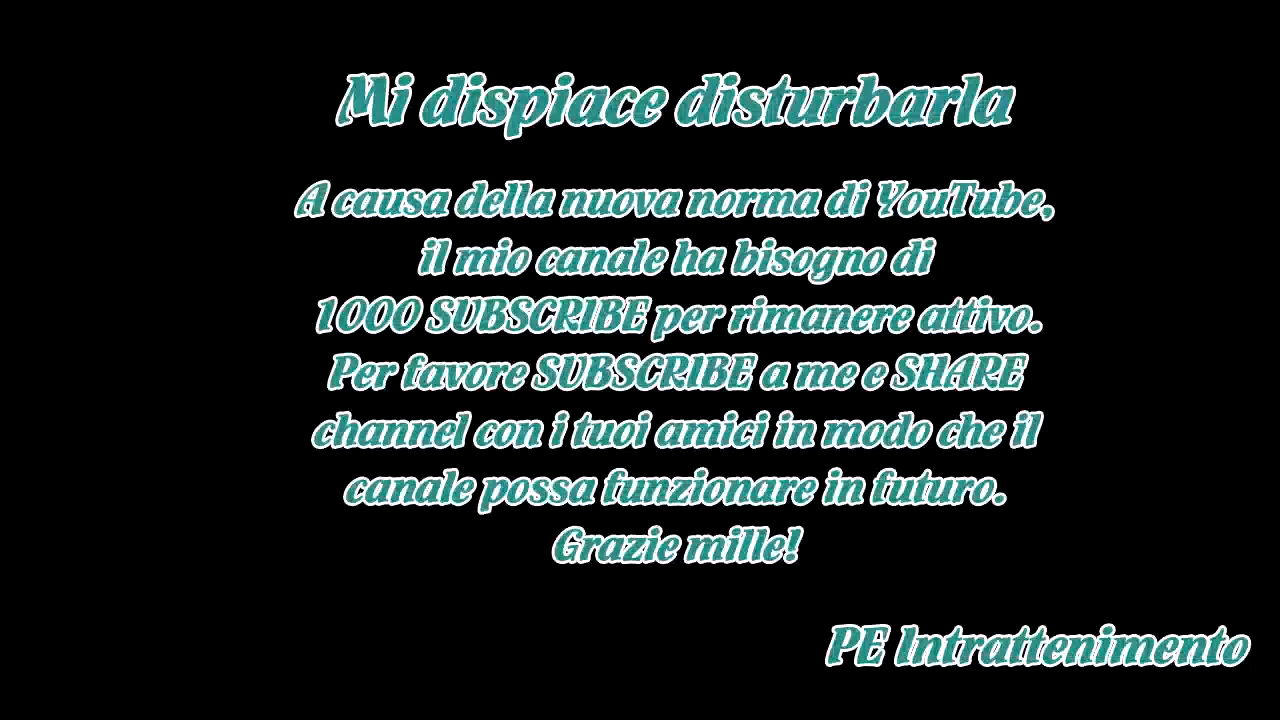 Mi dispiace disturbarla
A causa della nuova norma di YouTube,
il mio canale ha bisogno di
1000 SUBSCRIBE per rimanere attivo.
Per favore SUBSCRIBE a me e SHARE
channel con i tuoi amici in modo che il
canale possa funzionare in futuro.
Grazie mille!
PE Intrattenimento